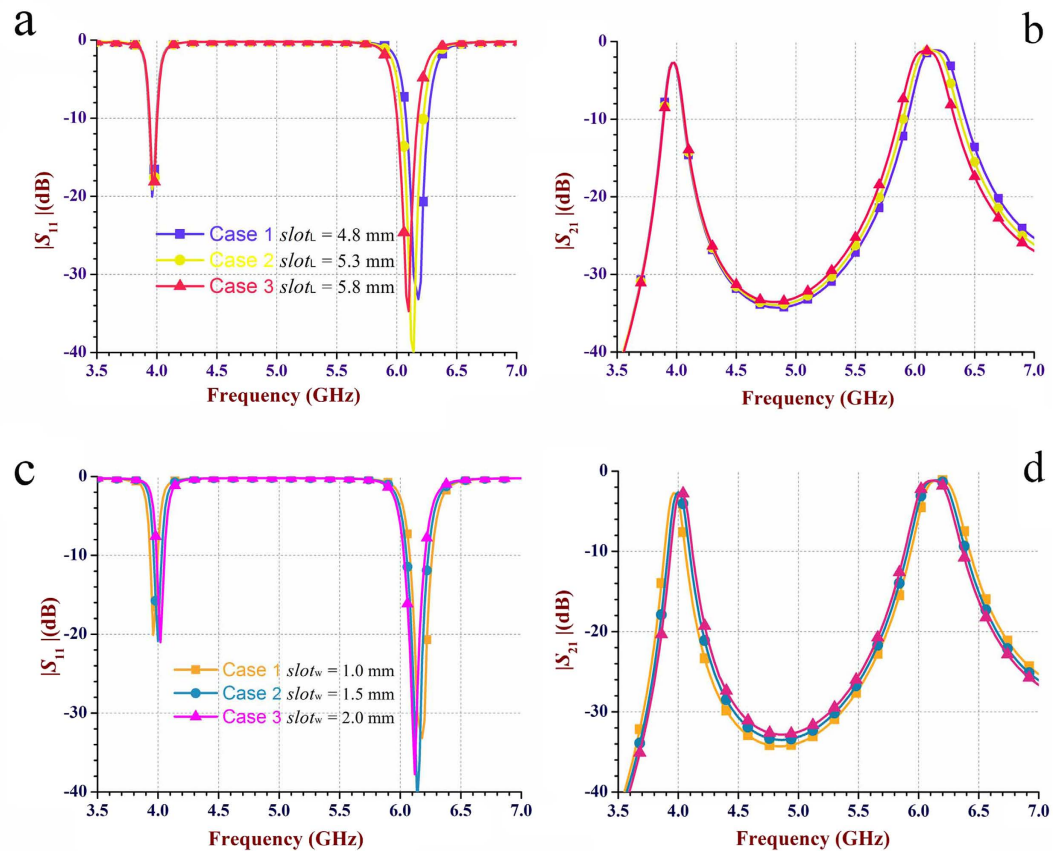 a
0
-10
-20
-30
-40
|S11|(dB)
Case 1 slotL = 4.8 mm
Case 2 slotL = 5.3 mm
Case 3 slotL = 5.8 mm
3.5 4.0 4.5 5.0 5.5 6.0 6.5 7.0
Frequency (GHz)
b
0
-10
-20
-30
-40
|S21|(dB)
3.5 4.0 4.5 5.0 5.5 6.0 6.5 7.0
Frequency (GHz)
c
0
-10
-20
-30
-40
|S11|(dB)
Case 1 slotw = 1.0 mm
Case 2 slotw = 1.5 mm
Case 3 slotw = 2.0 mm
3.5 4.0 4.5 5.0 5.5 6.0 6.5 7.0
Frequency (GHz)
d
0
-10
-20
-30
-40
|S21|(dB)
3.5 4.0 4.5 5.0 5.5 6.0 6.5 7.0
Frequency (GHz)